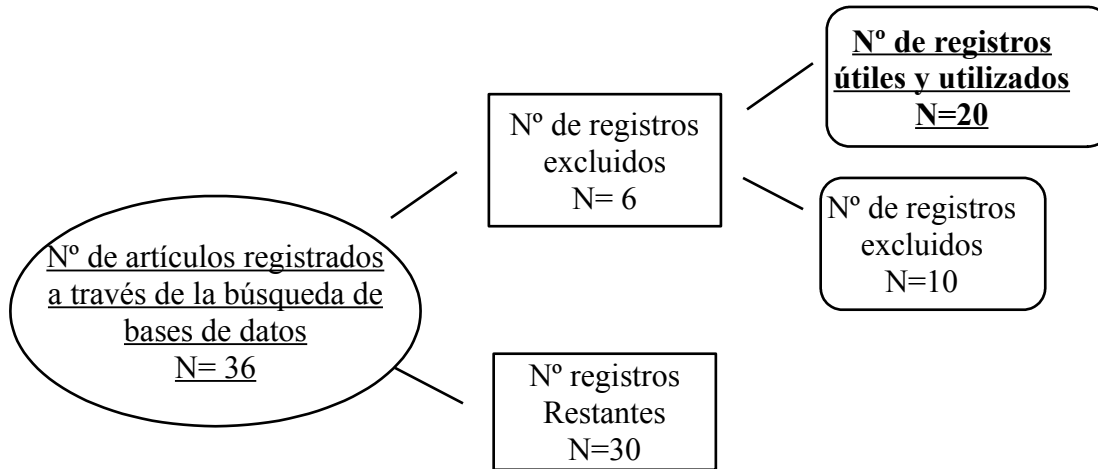 Nº de artículos registrados
a través de la búsqueda de
bases de datos
N= 36
Nº de registros
excluidos
N= 6
Nº registros
Restantes
N=30
Nº de registros
útiles y utilizados
N=20
Nº de registros
excluidos
N=10